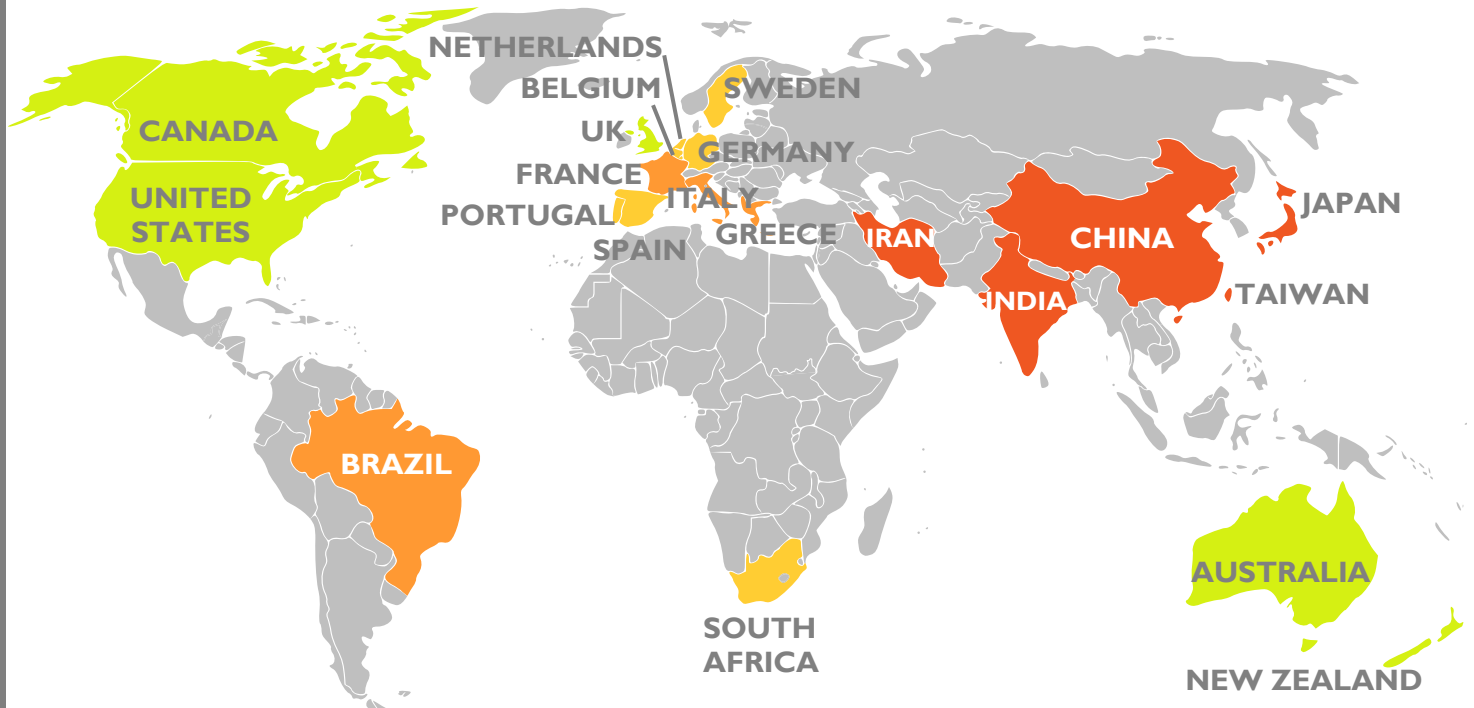 NETHERLANDS
BELGIUM
SWEDEN
UK
CANADA
GERMANY
FRANCE
ITALY
UNITED
STATES
PORTUGAL
JAPAN
SPAIN
GREECE
IRAN
CHINA
INDIA
TAIWAN
BRAZIL
AUSTRALIA
SOUTH
AFRICA
NEW ZEALAND